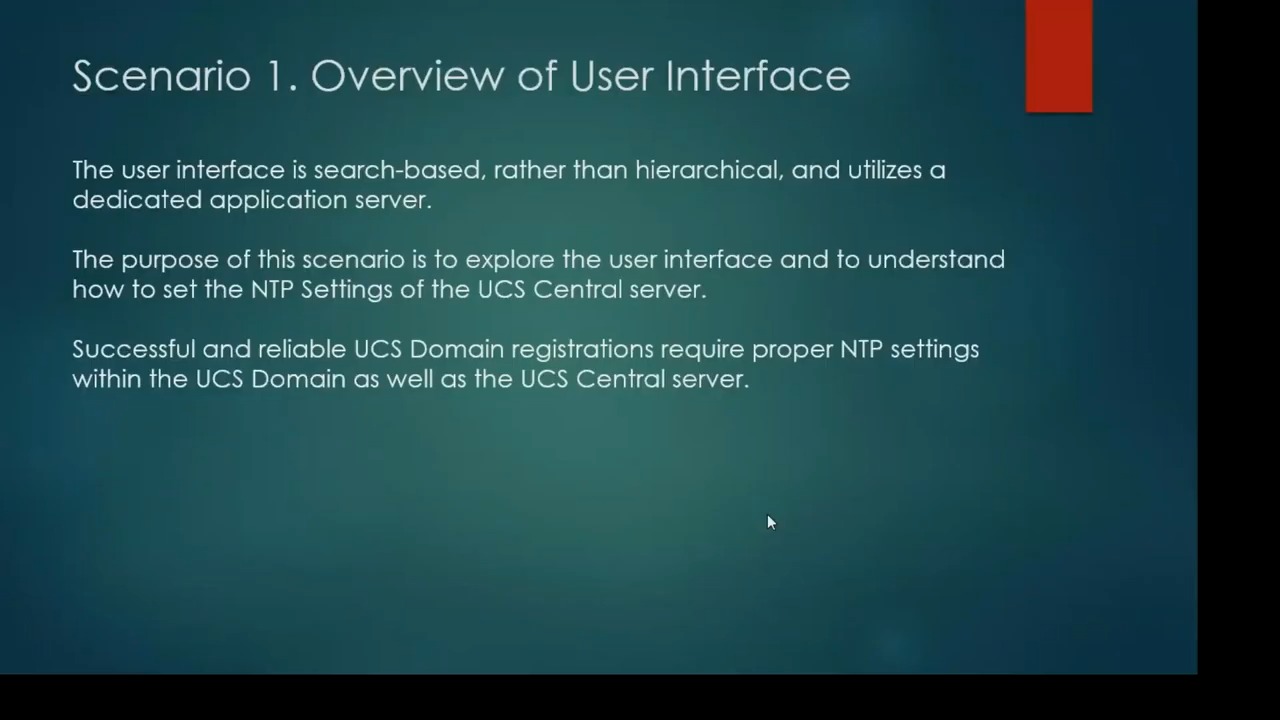 Scenario 1. Overview of User Interface
The user interface is search-based, rather than hierarchical, and utilizes a
dedicated application server.
The purpose of this scenario is to explore the user interface and to understand
how to set the NTP Settings of the UCS Central server.
Successful and reliable UCS Domain registrations require proper NTP settings
within the UCS Domain as well as the UCS Central server.